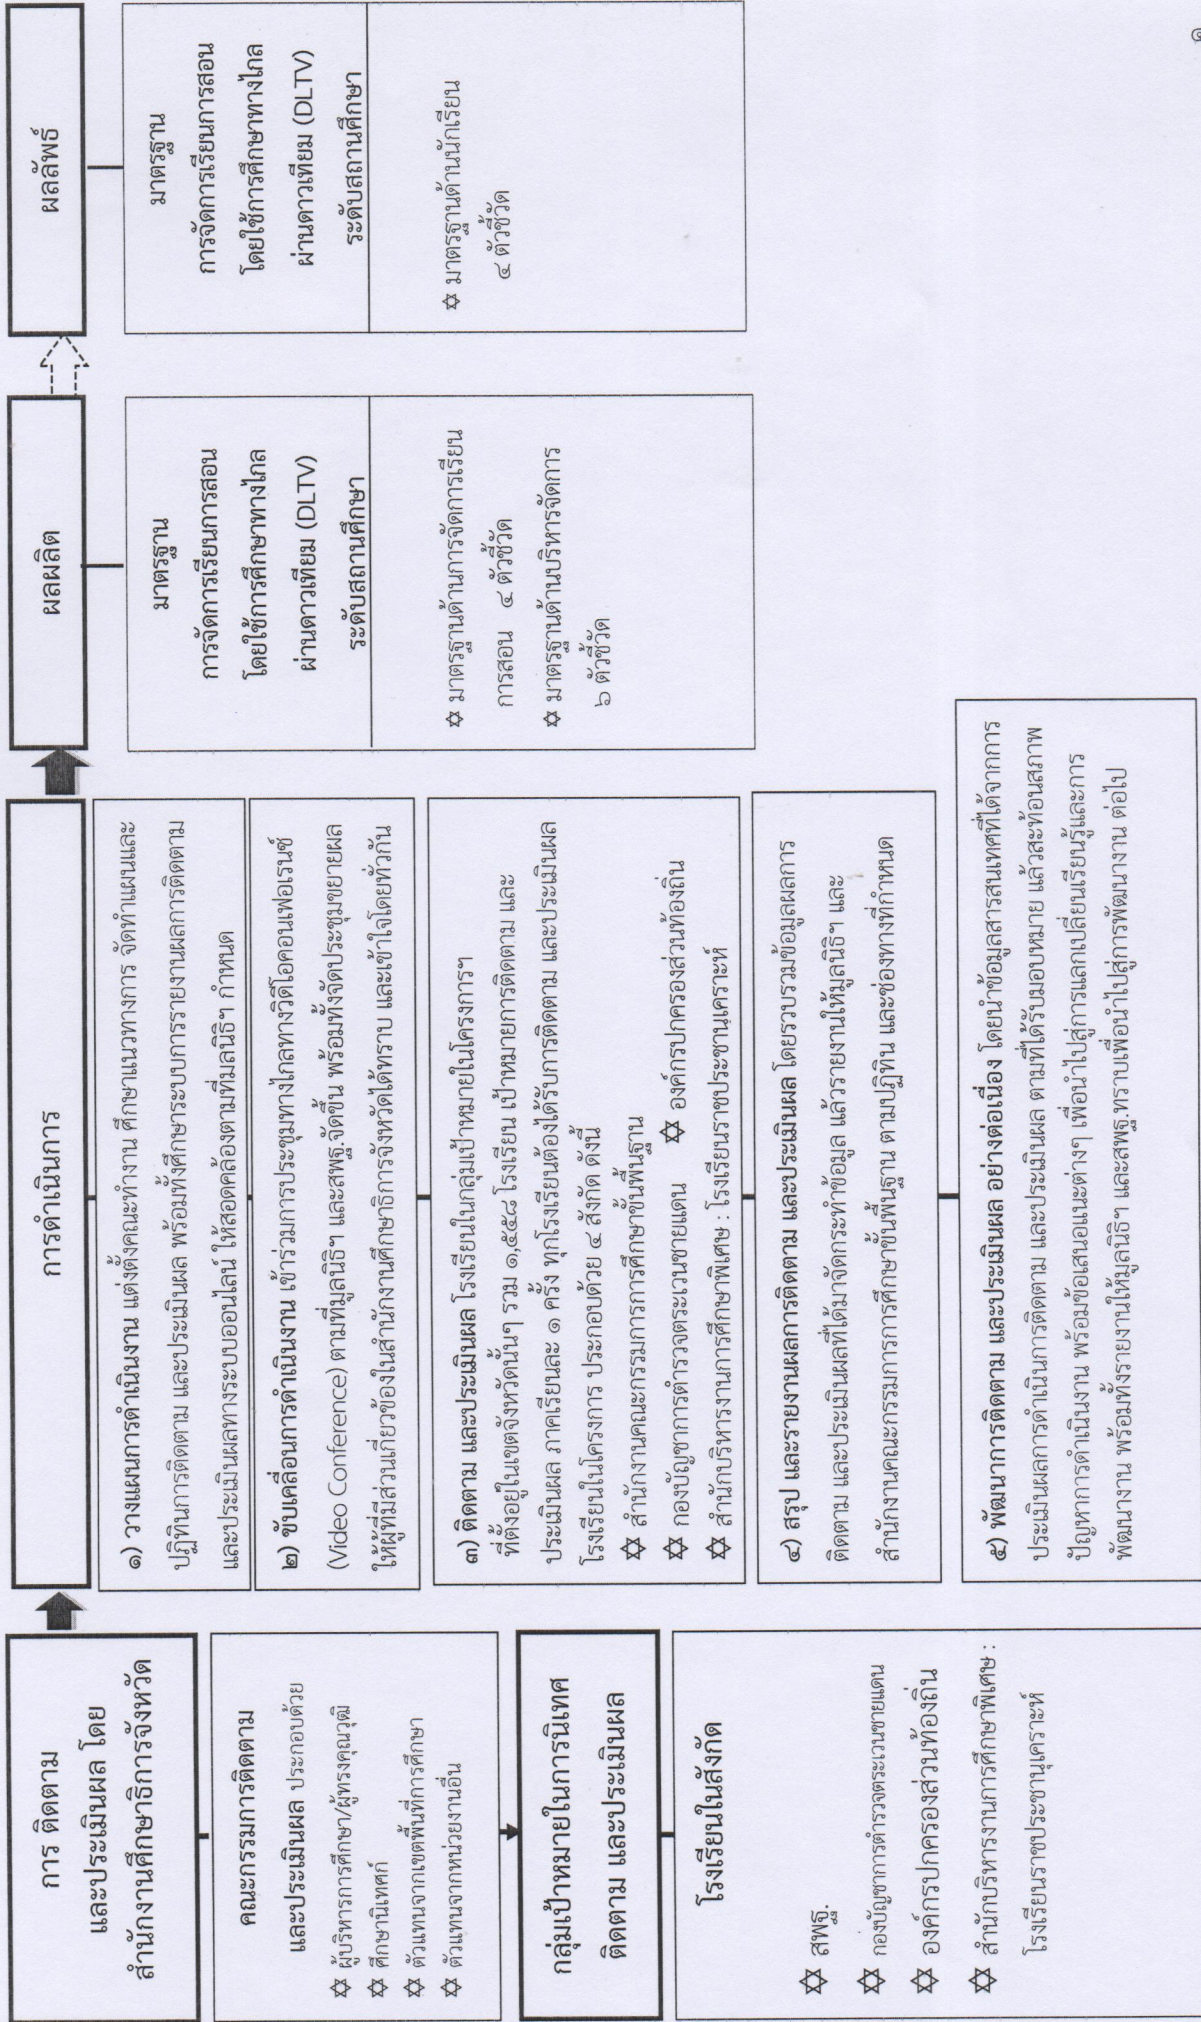 การ ติดตาม
และประเมินผล โดย
สำนักงานศึกษาธิการจังหวัด
คณะกรรมการติดตาม
และประเมินผล ประกอบด้วย
✡ ผู้บริหารการศึกษา/ผู้ทรงคุณวุฒิ
✡ ศึกษานิเทศก์
✡ ตัวแทนจากเขตพื้นที่การศึกษา
✡ ตัวแทนจากหน่วยงานอื่น
กลุ่มเป้าหมายในการนิเทศ
ติดตาม และประเมินผล
โรงเรียนในสังกัด
✡ สพฐ.
✡ กองบัญชาการตำรวจตระเวนชายแดน
✡ องค์กรปกครองส่วนท้องถิ่น
✡ สำนักบริหารงานการศึกษาพิเศษ :
โรงเรียนราชประชานุเคราะห์
การดำเนินการ
๑) วางแผนการดำเนินงาน แต่งตั้งคณะทำงาน ศึกษาแนวทางการ จัดทำแผนและ
ปฏิทินการติดตาม และประเมินผล พร้อมทั้งศึกษาระบบการรายงานผลการติดตาม
และประเมินผลทางระบบออนไลน์ ให้สอดคล้องตามที่มูลนิธิฯ กำหนด
๒) ขับเคลื่อนการดำเนินงาน เข้าร่วมการประชุมทางไกลทางวิดีโอคอนเฟอเรนซ์
(Video Conference) ตามที่มูลนิธิฯ และสพฐ.จัดขึ้น พร้อมทั้งจัดประชุมขยายผล
ให้ผู้ที่มีส่วนเกี่ยวข้องในสำนักงานศึกษาธิการจังหวัดได้ทราบ และเข้าใจโดยทั่วกัน
๓) ติดตาม และประเมินผล โรงเรียนในกลุ่มเป้าหมายในโครงการฯ
ที่ตั้งอยู่ในเขตจังหวัดนั้นๆ รวม ๑,๕๕๘ โรงเรียน เป้าหมายการติดตาม และ
ประเมินผล ภาคเรียนละ ๑ ครั้ง ทุกโรงเรียนต้องได้รับการติดตาม และประเมินผล
โรงเรียนในโครงการ ประกอบด้วย ๔ สังกัด ดังนี้
✡ สำนักงานคณะกรรมการการศึกษาขั้นพื้นฐาน
✡ กองบัญชาการตำรวจตระเวนชายแดน ✡ องค์กรปกครองส่วนท้องถิ่น
✡ สำนักบริหารงานการศึกษาพิเศษ : โรงเรียนราชประชานุเคราะห์
๔) สรุป และรายงานผลการติดตาม และประเมินผล โดยรวบรวมข้อมูลผลการ
ติดตาม และประเมินผลที่ได้มาจัดกระทำข้อมูล แล้วรายงานให้มูลนิธิฯ และ
สำนักงานคณะกรรมการการศึกษาขั้นพื้นฐาน ตามปฏิทิน และช่องทางที่กำหนด
๕) พัฒนาการติดตาม และประเมินผล อย่างต่อเนื่อง โดยนำข้อมูลสารสนเทศที่ได้จากการ
ประเมินผลการดำเนินการติดตาม และประเมินผล ตามที่ได้รับมอบหมาย แล้วสะท้อนสภาพ
ปัญหาการดำเนินงาน พร้อมข้อเสนอแนะต่างๆ เพื่อนำไปสู่การแลกเปลี่ยนเรียนรู้และการ
พัฒนางาน พร้อมทั้งรายงานให้มูลนิธิฯ และสพฐ.ทราบเพื่อนำไปสู่การพัฒนางาน ต่อไป
ผลผลิต
มาตรฐาน
การจัดการเรียนการสอน
โดยใช้การศึกษาทางไกล
ผ่านดาวเทียม (DLTV)
ระดับสถานศึกษา
✡ มาตรฐานด้านการจัดการเรียน
การสอน ๔ ตัวชี้วัด
✡ มาตรฐานด้านบริหารจัดการ
๖ ตัวชี้วัด
ผลลัพธ์
มาตรฐาน
การจัดการเรียนการสอน
โดยใช้การศึกษาทางไกล
ผ่านดาวเทียม (DLTV)
ระดับสถานศึกษา
✡ มาตรฐานด้านนักเรียน
๔ ตัวชี้วัด